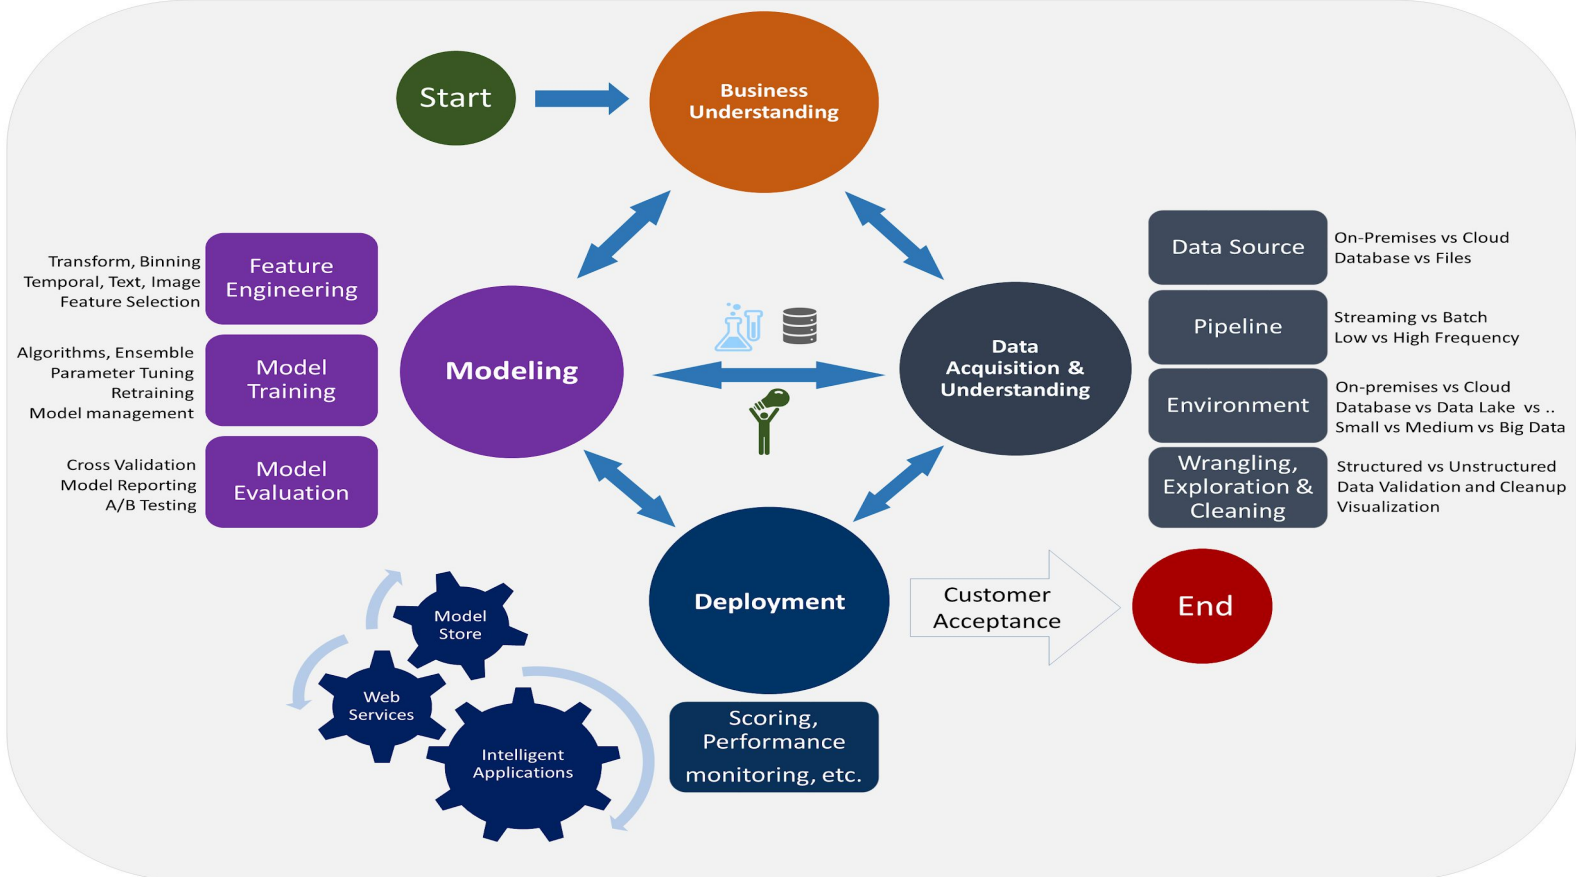 Start
Business
Understanding
Transform, Binning
Temporal, Text, Image
Feature Selection
Feature
Engineering
Algorithms, Ensemble
Parameter Tuning
Retraining
Model management
Model
Training
Cross Validation
Model Reporting
A/B Testing
Model
Evaluation
Modeling
Data
Acquisition &
Understanding
Data Source
On-Premises vs Cloud
Database vs Files
Pipeline
Streaming vs Batch
Low vs High Frequency
Environment
On-premises vs Cloud
Database vs Data Lake vs ..
Small vs Medium vs Big Data
Wrangling,
Exploration &
Cleaning
Structured vs Unstructured
Data Validation and Cleanup
Visualization
Deployment
Customer
Acceptance
End
Scoring,
Performance
monitoring, etc.
Model
Store
Web
Services
Intelligent
Applications